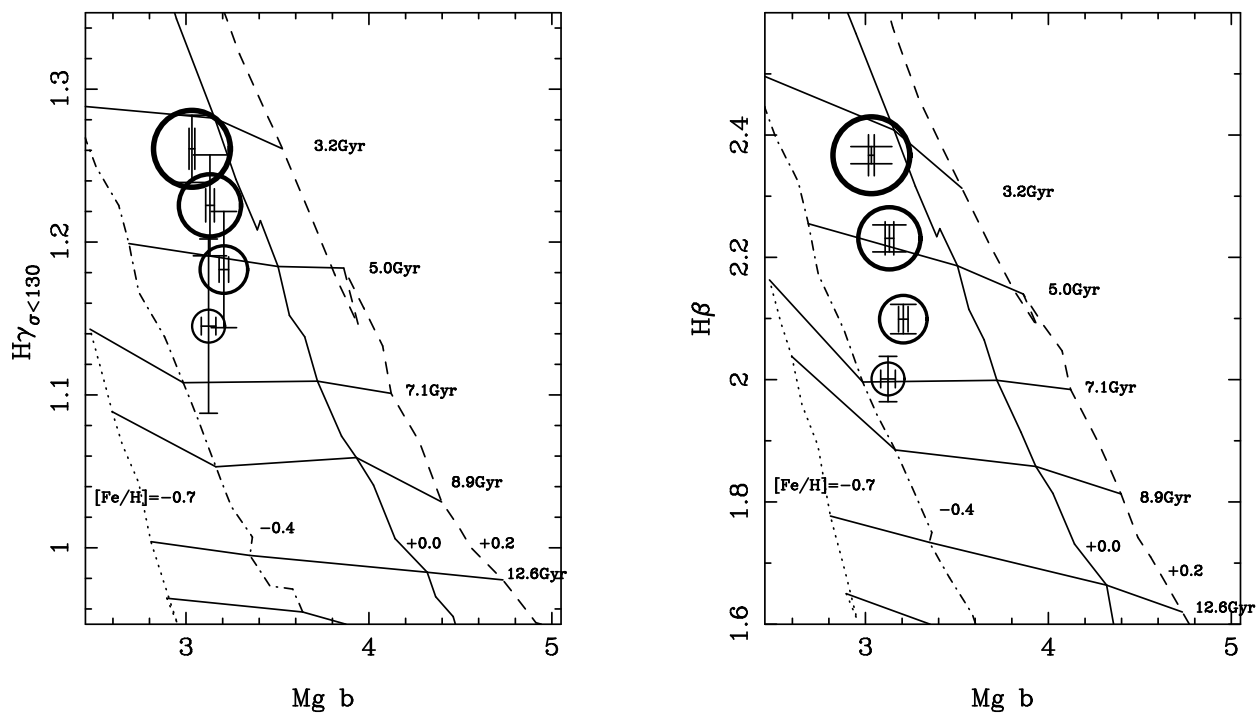 1.3
1.2
1.1
1
Hγσ<130
3.2Gyr
5.0Gyr
7.1Gyr
8.9Gyr
[Fe/H]=−0.7
−0.4
+0.0
+0.2
12.6Gyr
3 4 5
Mg b
2.4
2.2
2
1.8
1.6
Hβ
3.2Gyr
5.0Gyr
7.1Gyr
8.9Gyr
[Fe/H]=−0.7
−0.4
+0.0
+0.2
12.6Gyr
3 4 5
Mg b